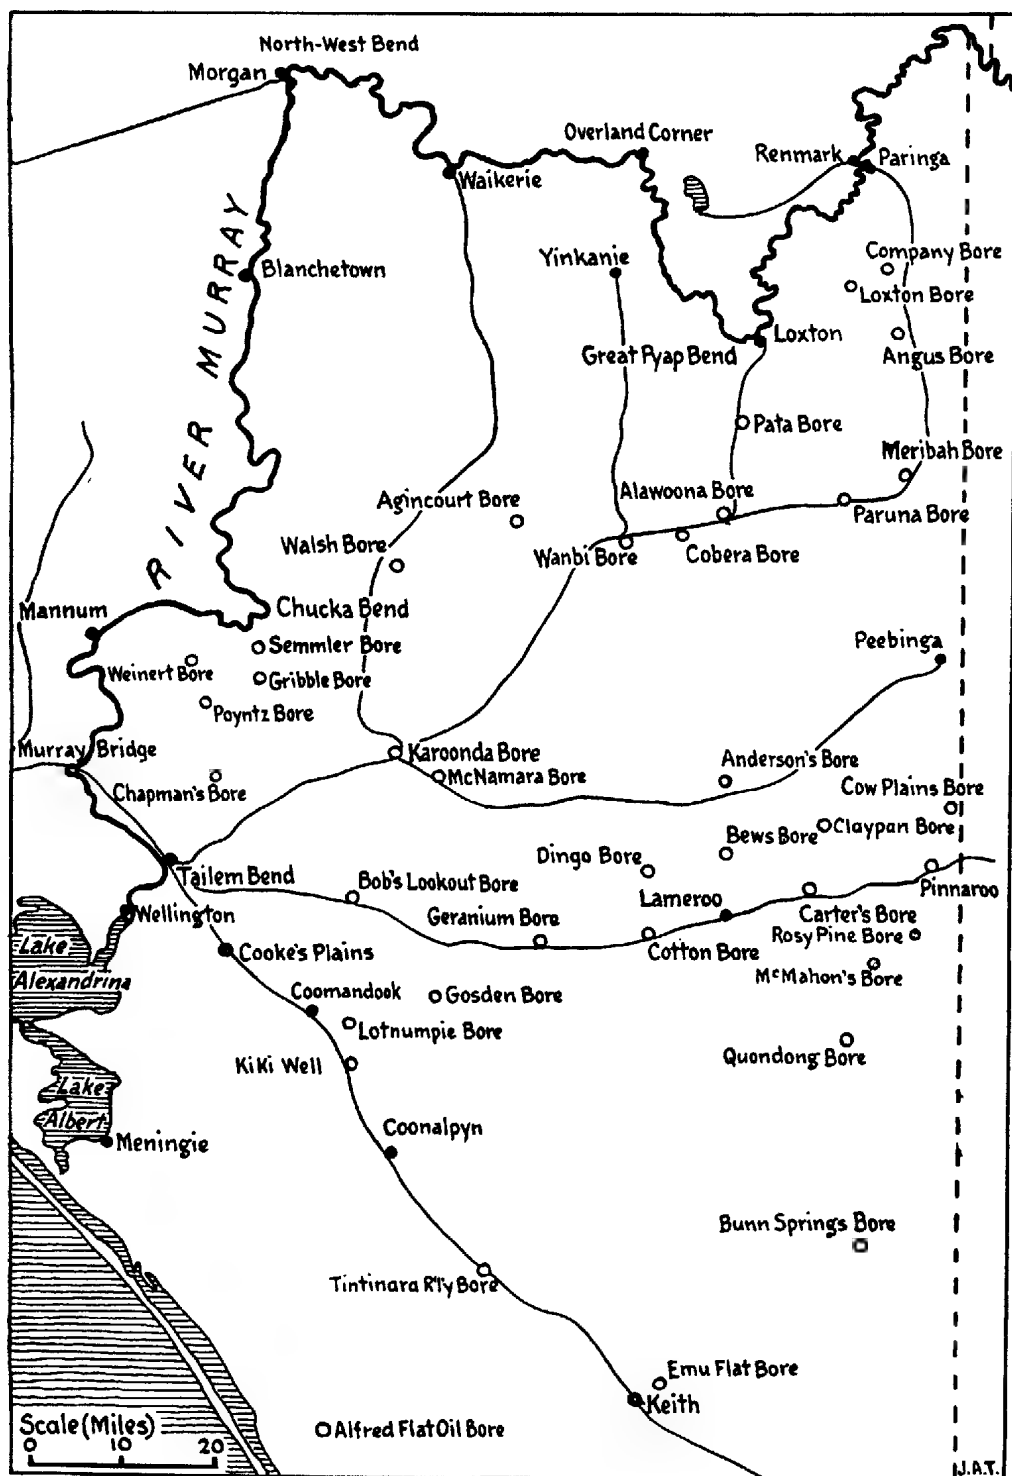 North-West Bend
Morgan
Overland Corner
Renmark
Paringa
Waikerie
Yinkanie
Company Bore
Blanchetown
Loxton Bore
RIVER MURRAY
Loxton
Great Pyap Bend
Angus Bore
Pata Bore
Meribah Bore
Agincourt Bore
Alawoona Bore
Paruna Bore
Walsh Bore
Wanbi Bore
Cobera Bore
Mannum
Chucka Bend
Semmler Bore
Peebinga
Weinert Bore
Gribble Bore
Poyntz Bore
Murray Bridge
Karoonda Bore
Anderson's Bore
McNamara Bore
Chapman's Bore
Cow Plains Bore
Bews Bore
Claypan Bore
Dingo Bore
Tailem Bend
Bob's Lookout Bore
Lameroo
Pinnaroo
Wellington
Geranium Bore
Carter's Bore
Rosy Pine Bore
Lake
Alexandrina
Cooke's Plains
Cotton Bore
McMahon's Bore
Coomandook
Gosden Bore
Lotnumpie Bore
Ki Ki Well
Quondong Bore
Lake
Albert
Coonalpyn
Meningie
Bunn Springs Bore
Tintinara R'l'y Bore
Emu Flat Bore
Keith
Scale (Miles)
0 10 20
Alfred Flat Oil Bore
J.A.T.